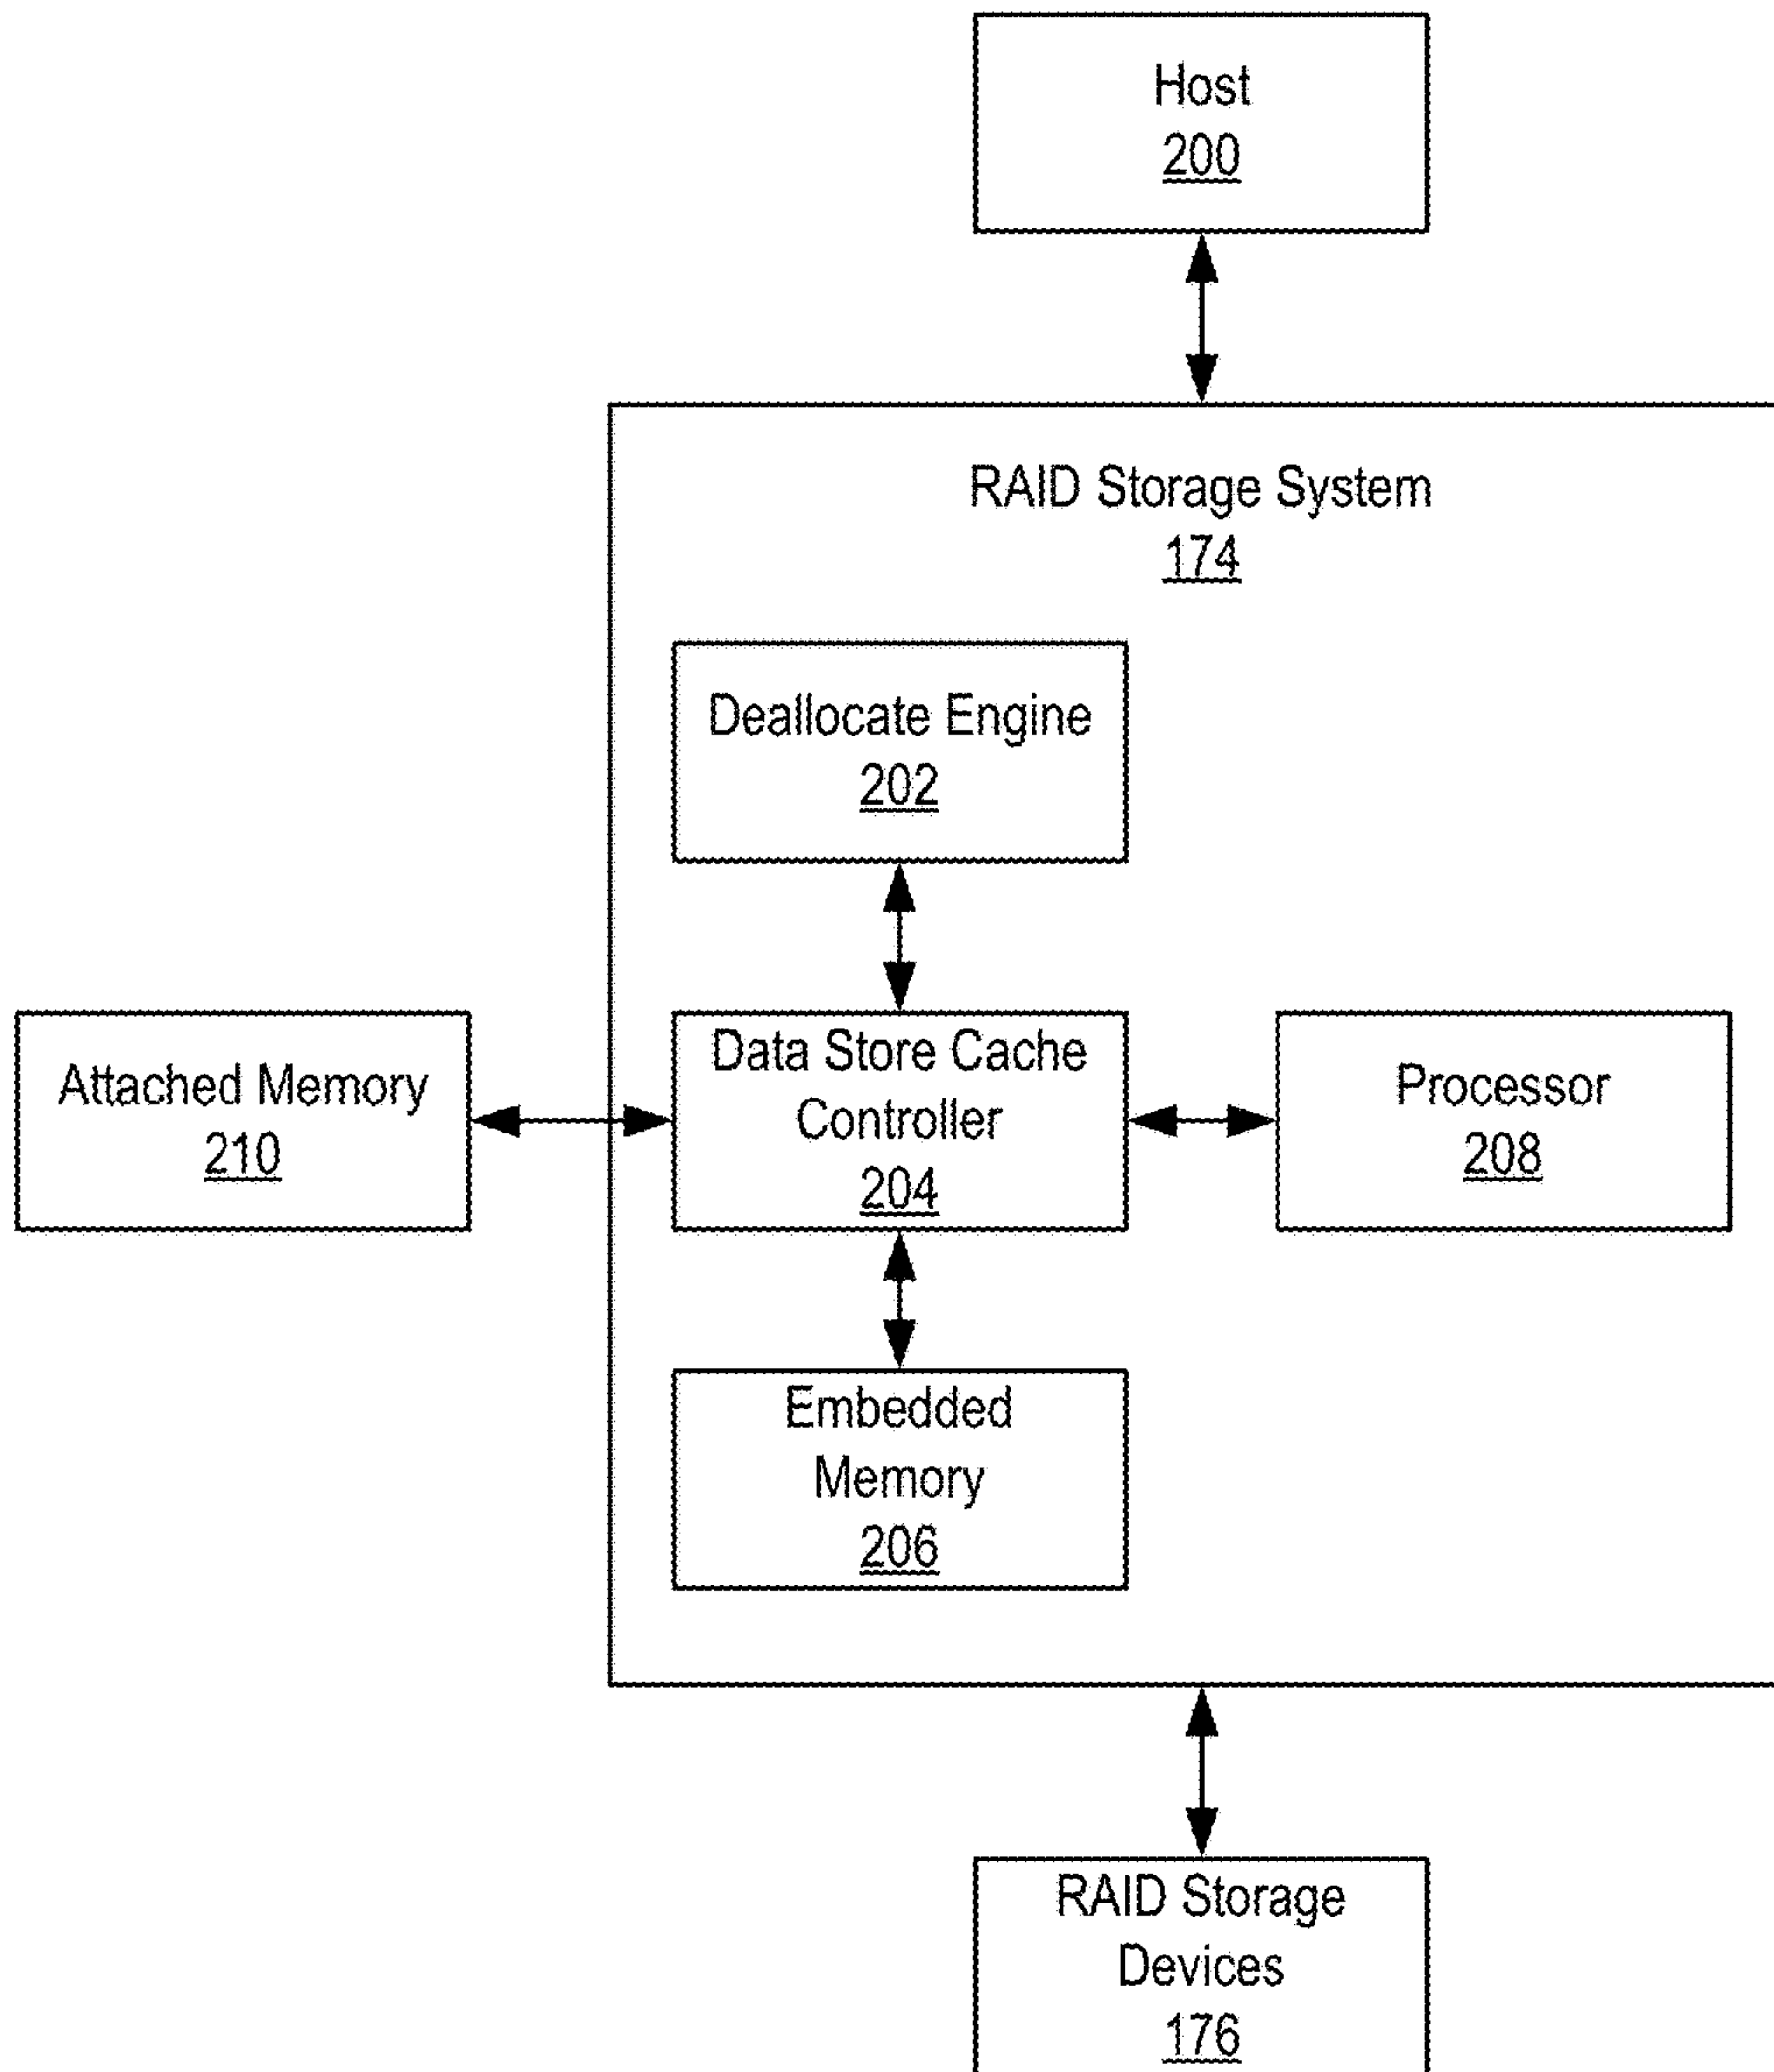 Host
200
RAID Storage System
174
Deallocate Engine
202
Attached Memory
210
Data Store Cache
Controller
204
Processor
208
Embedded
Memory
206
RAID Storage
Devices
176